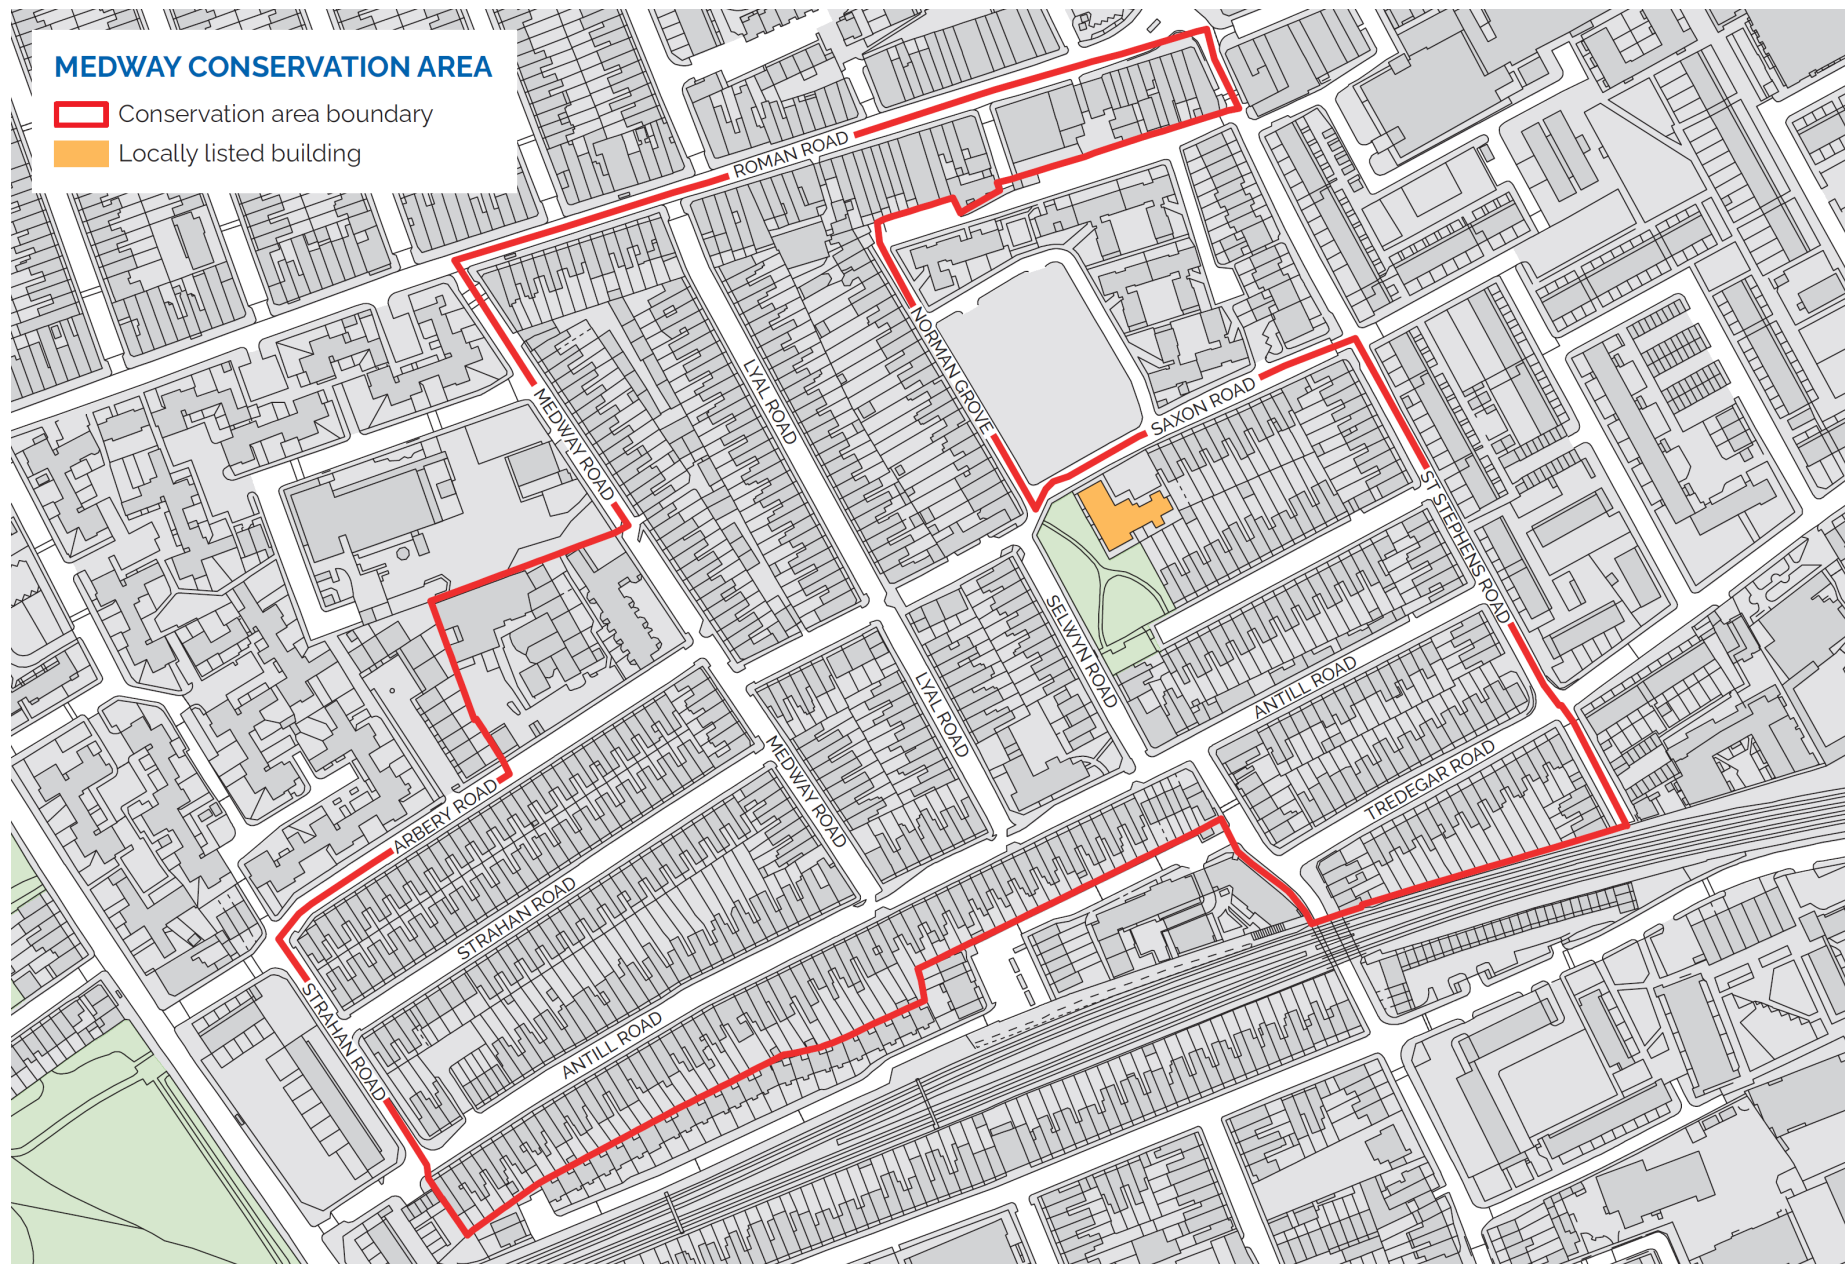 MEDWAY CONSERVATION AREA
Conservation area boundary
Locally listed building
ROMAN ROAD
NORMAN GROVE
LYAL ROAD
MEDWAY ROAD
SAXON ROAD
ST STEPHENS ROAD
SELWYN ROAD
ANTILL ROAD
LYAL ROAD
MEDWAY ROAD
TREDEGAR ROAD
ARBERY ROAD
STRAHAN ROAD
STRAHAN ROAD
ANTILL ROAD